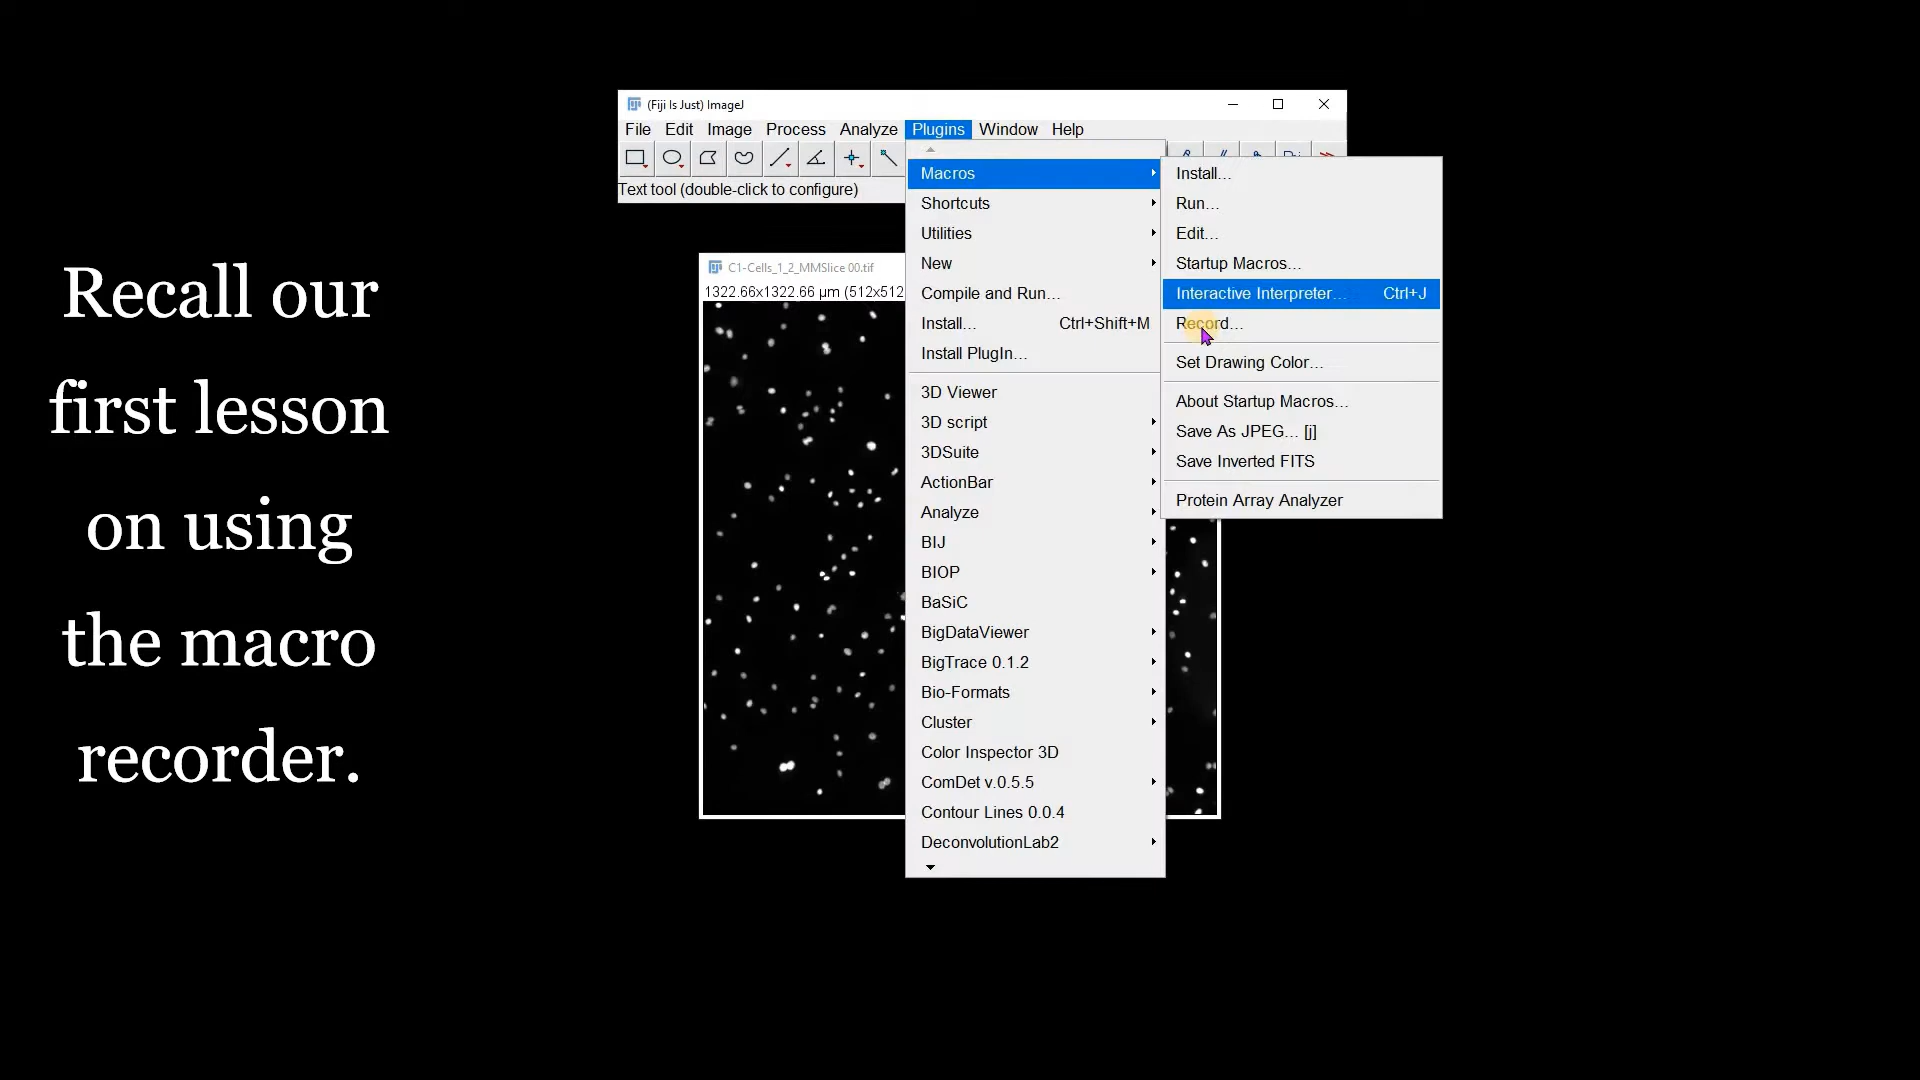 Recall our
first lesson
on using
the macro
recorder.
(Fiji Is Just) ImageJ
File Edit Image Process Analyze Plugins Window Help
Text tool (double-click to configure)
C1-Cells_1_2_MMSlice 00.tif
1322.66x1322.66 µm (512x512
Macros
Shortcuts
Utilities
New
Compile and Run...
Install... Ctrl+Shift+M
Install PlugIn...
3D Viewer
3D script
3DSuite
ActionBar
Analyze
BIJ
BIOP
BaSiC
BigDataViewer
BigTrace 0.1.2
Bio-Formats
Cluster
Color Inspector 3D
ComDet v.0.5.5
Contour Lines 0.0.4
DeconvolutionLab2
Install...
Run...
Edit...
Startup Macros...
Interactive Interpreter... Ctrl+J
Record...
Set Drawing Color...
About Startup Macros...
Save As JPEG... [j]
Save Inverted FITS
Protein Array Analyzer